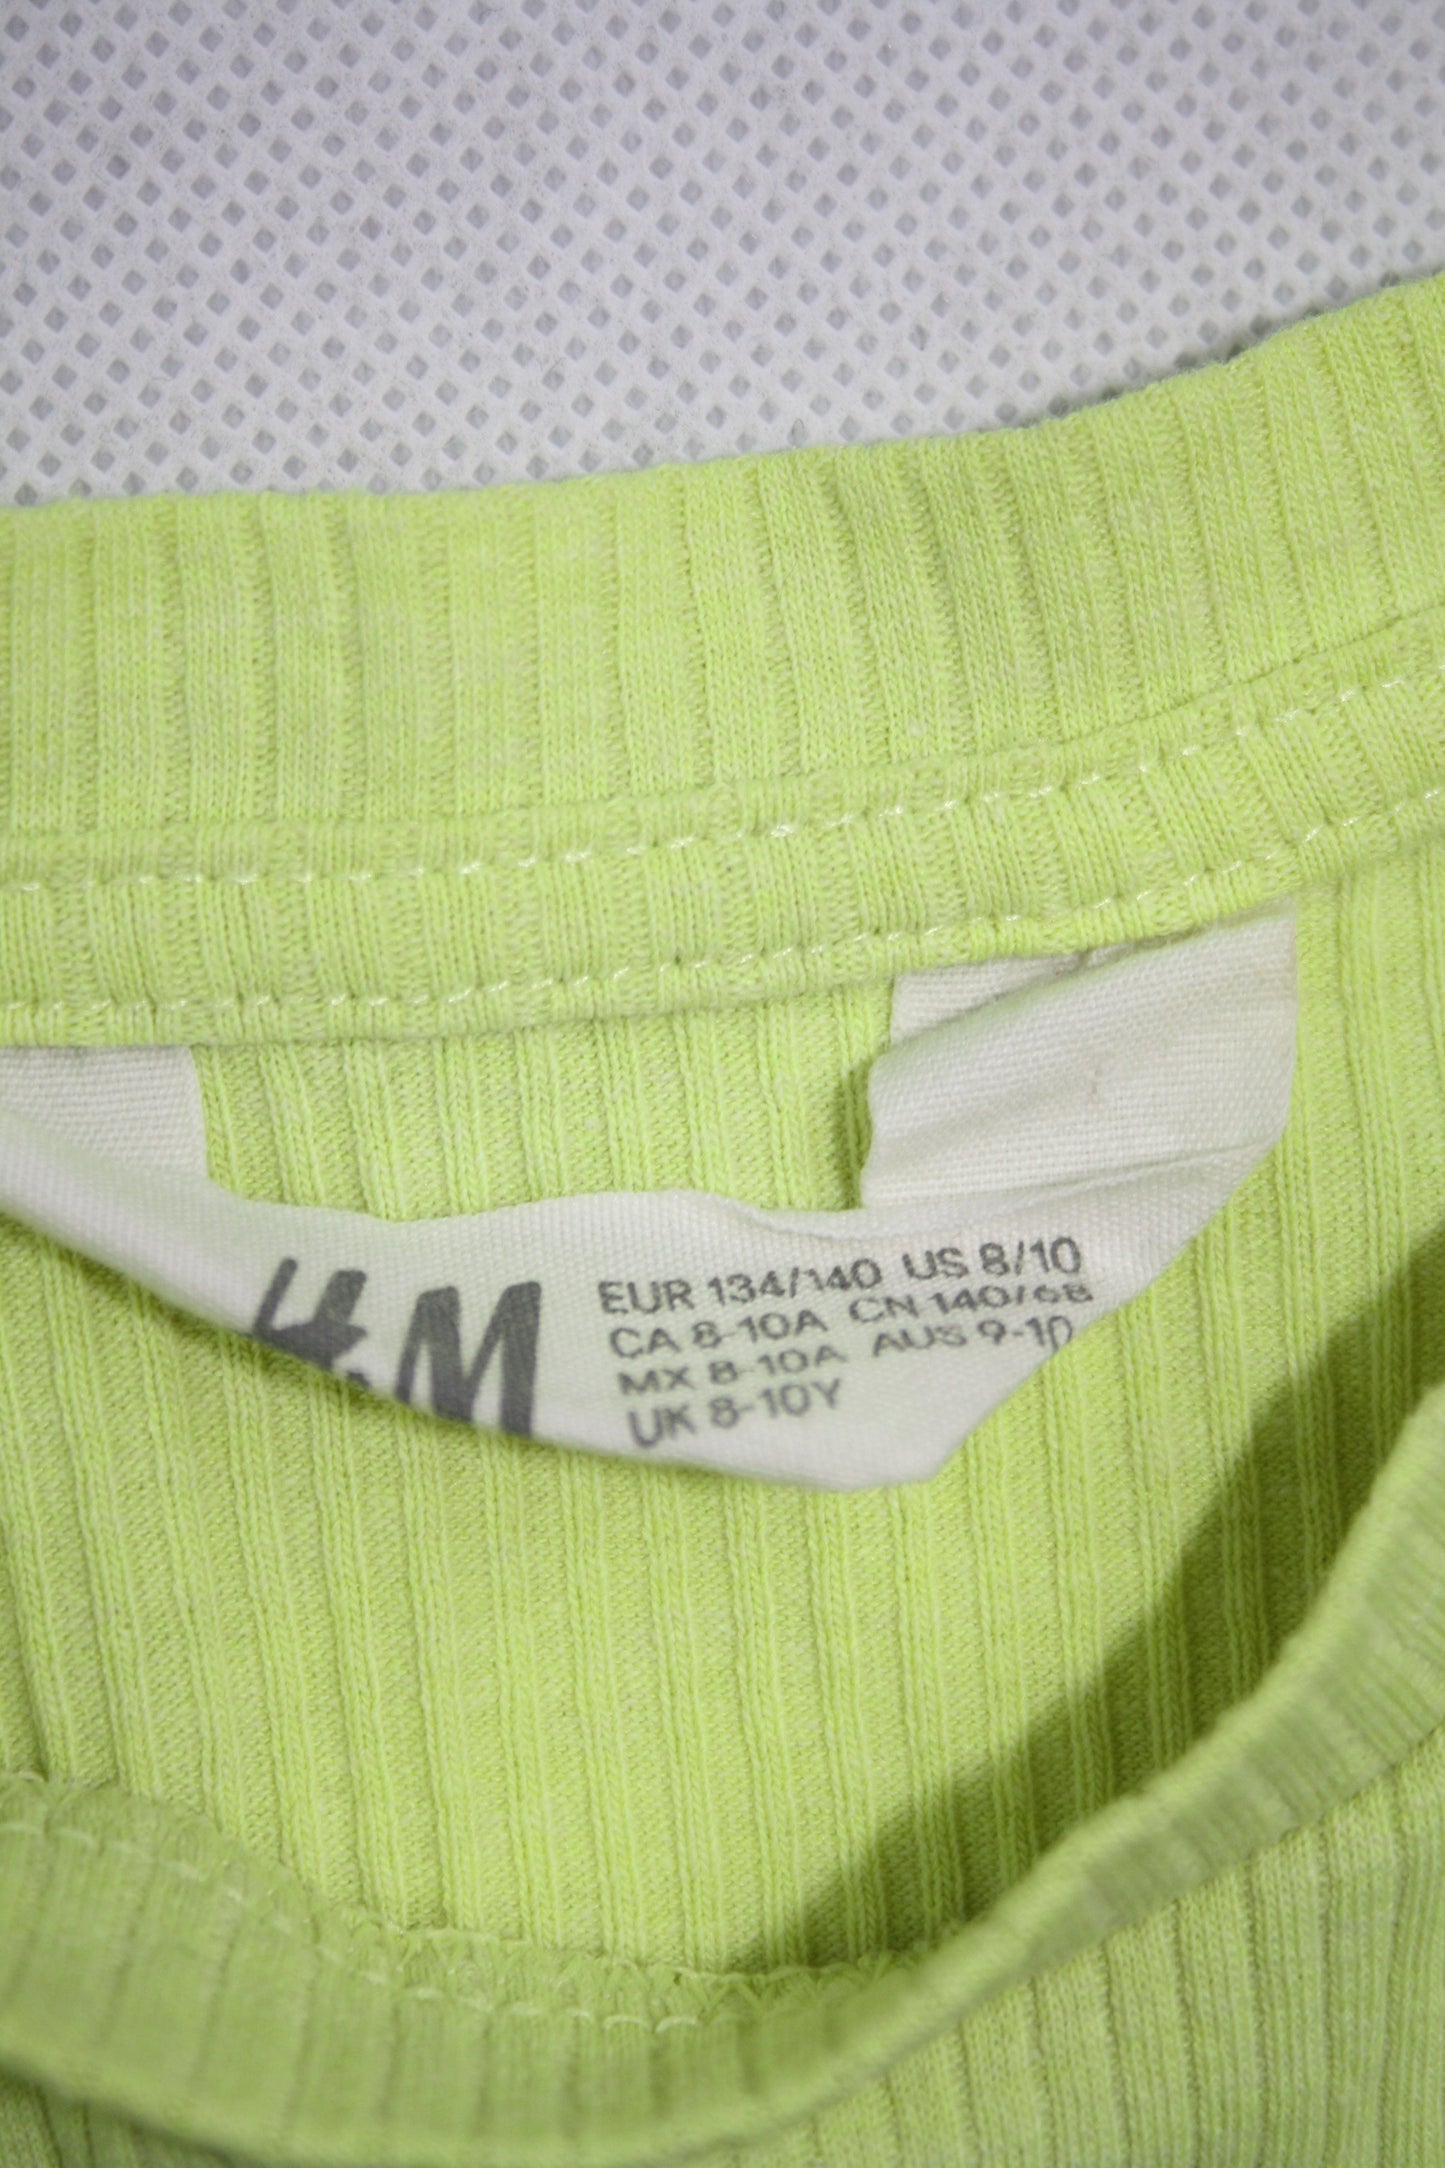 H&M
EUR 134/140 US 8/10
CA 8-10A CN 140/68
MX 8-10A AUS 9-10
UK 8-10Y